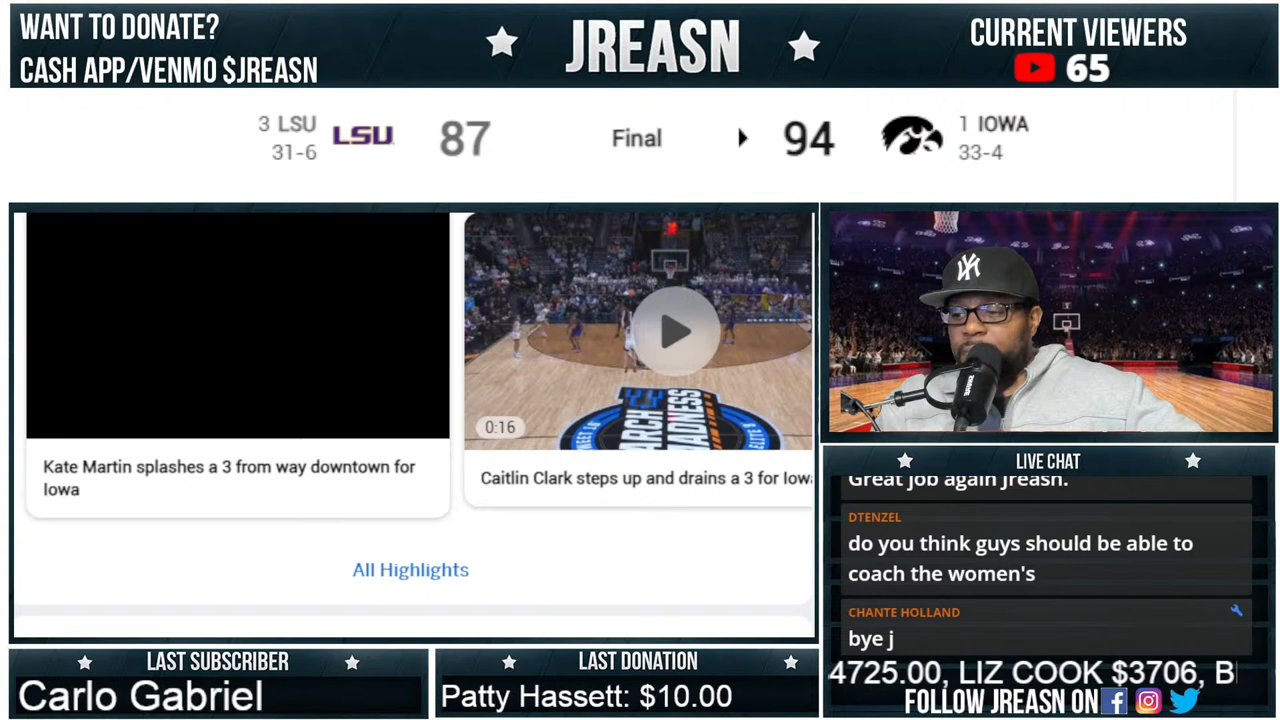 WANT TO DONATE?
CASH APP/VENMO $JREASN
JREASN
CURRENT VIEWERS
65
3 LSU
31-6
LSU
87
Final
94
1 IOWA
33-4
MARCH
MADNESS
0:16
Kate Martin splashes a 3 from way downtown for
Iowa
Caitlin Clark steps up and drains a 3 for Iowa
All Highlights
LIVE CHAT
Great job again jreasn.
DTENZEL
do you think guys should be able to
coach the women's
CHANTE HOLLAND
bye j
4725.00, LIZ COOK $3706, B
FOLLOW JREASN ON
LAST SUBSCRIBER
Carlo Gabriel
LAST DONATION
Patty Hassett: $10.00